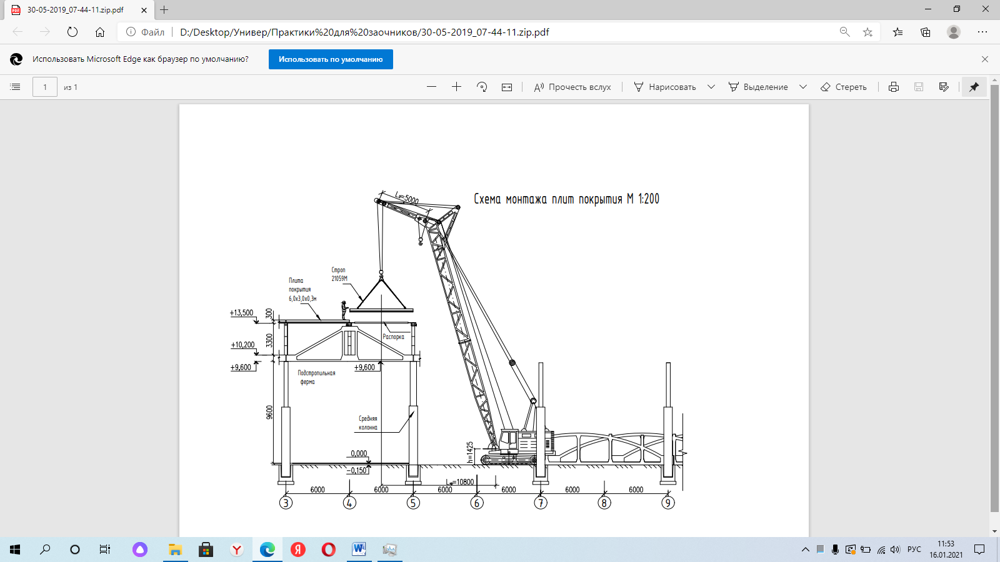 30-05-2019_07-44-11.zip.pdf
Файл
D:/Desktop/Универ/Практики%20для%20заочников/30-05-2019_07-44-11.zip.pdf
Использовать Microsoft Edge как браузер по умолчанию?
Использовать по умолчанию
1
из 1
Прочесть вслух
Нарисовать
Выделение
Стереть
Схема монтажа плит покрытия М 1:200
=5000
Строп
21059М
Плита
покрытия
6,0х3,0х0,3м
+13,500
300
Распорка
3300
+10,200
+9,600
+9,600
Подстропильная
ферма
9600
Средняя
колонна
0,000
-0,150
h=1425
=10800
6000
6000
6000
6000
6000
6000
3
4
5
6
7
8
9
РУС
11:53
16.01.2021